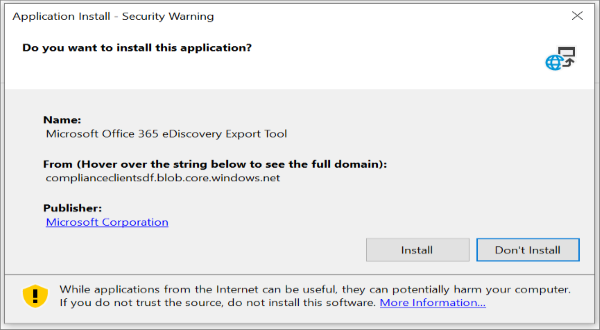 Application Install - Security Warning
Do you want to install this application?
Name:
Microsoft Office 365 eDiscovery Export Tool
From (Hover over the string below to see the full domain):
complianceclientsdf.blob.core.windows.net
Publisher:
Microsoft Corporation
Install
Don't Install
While applications from the Internet can be useful, they can potentially harm your computer.
If you do not trust the source, do not install this software. More Information...